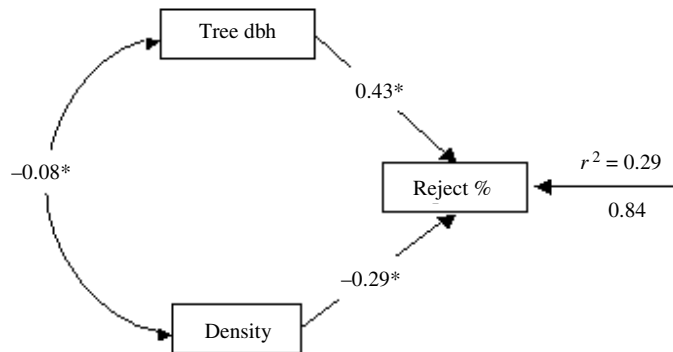 Tree dbh
0.43*
–0.08*
Reject %
r² = 0.29
0.84
–0.29*
Density